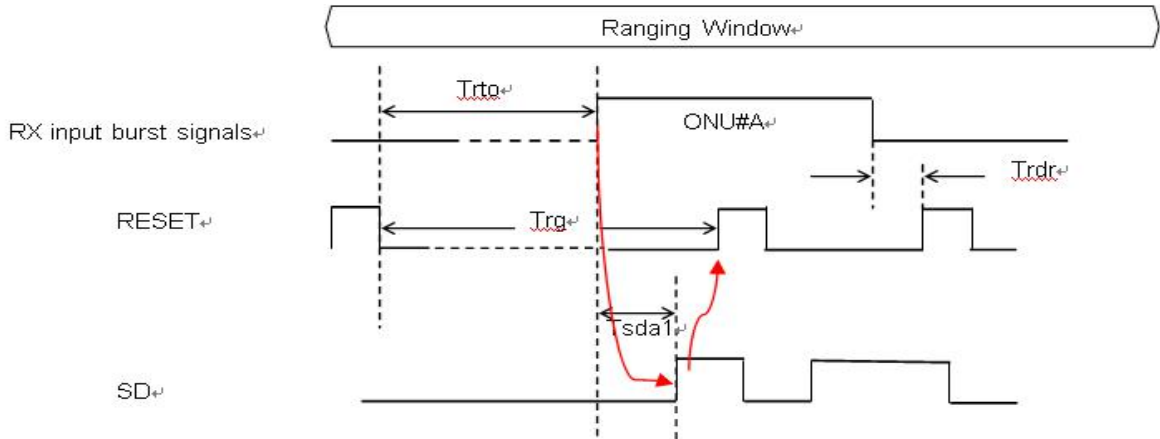 Ranging Window↵
Trto↵
ONU#A↵
RX input burst signals↵
Trdr↵
RESET↵
Trg↵
Tsda1↵
SD↵